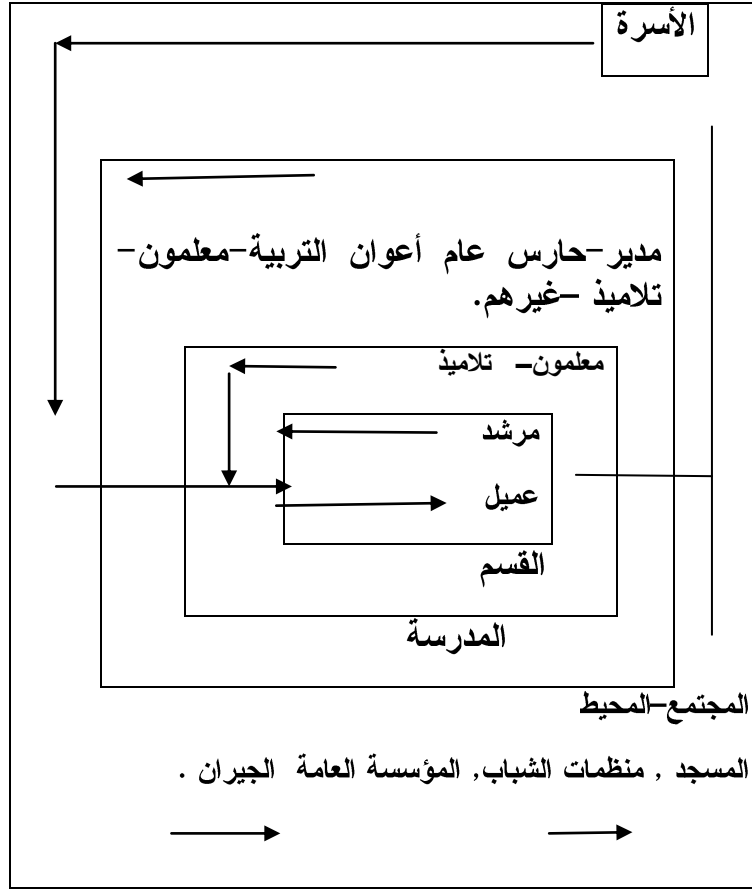 الأسرة
مدير-حارس عام أعوان التربية-معلمون-
تلاميذ -غيرهم.
معلمون- تلاميذ
مرشد
عميل
القسم
المدرسة
المجتمع-المحيط
المسجد , منظمات الشباب, المؤسسة العامة الجيران .